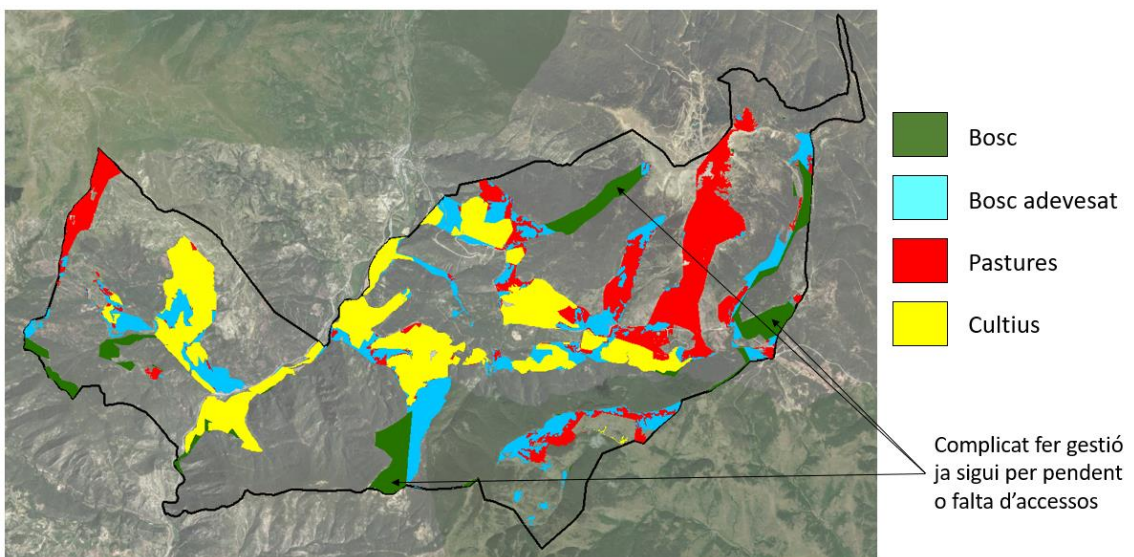 Bosc
Bosc adevesat
Pastures
Cultius
Complicat fer gestió
ja sigui per pendent
o falta d'accessos